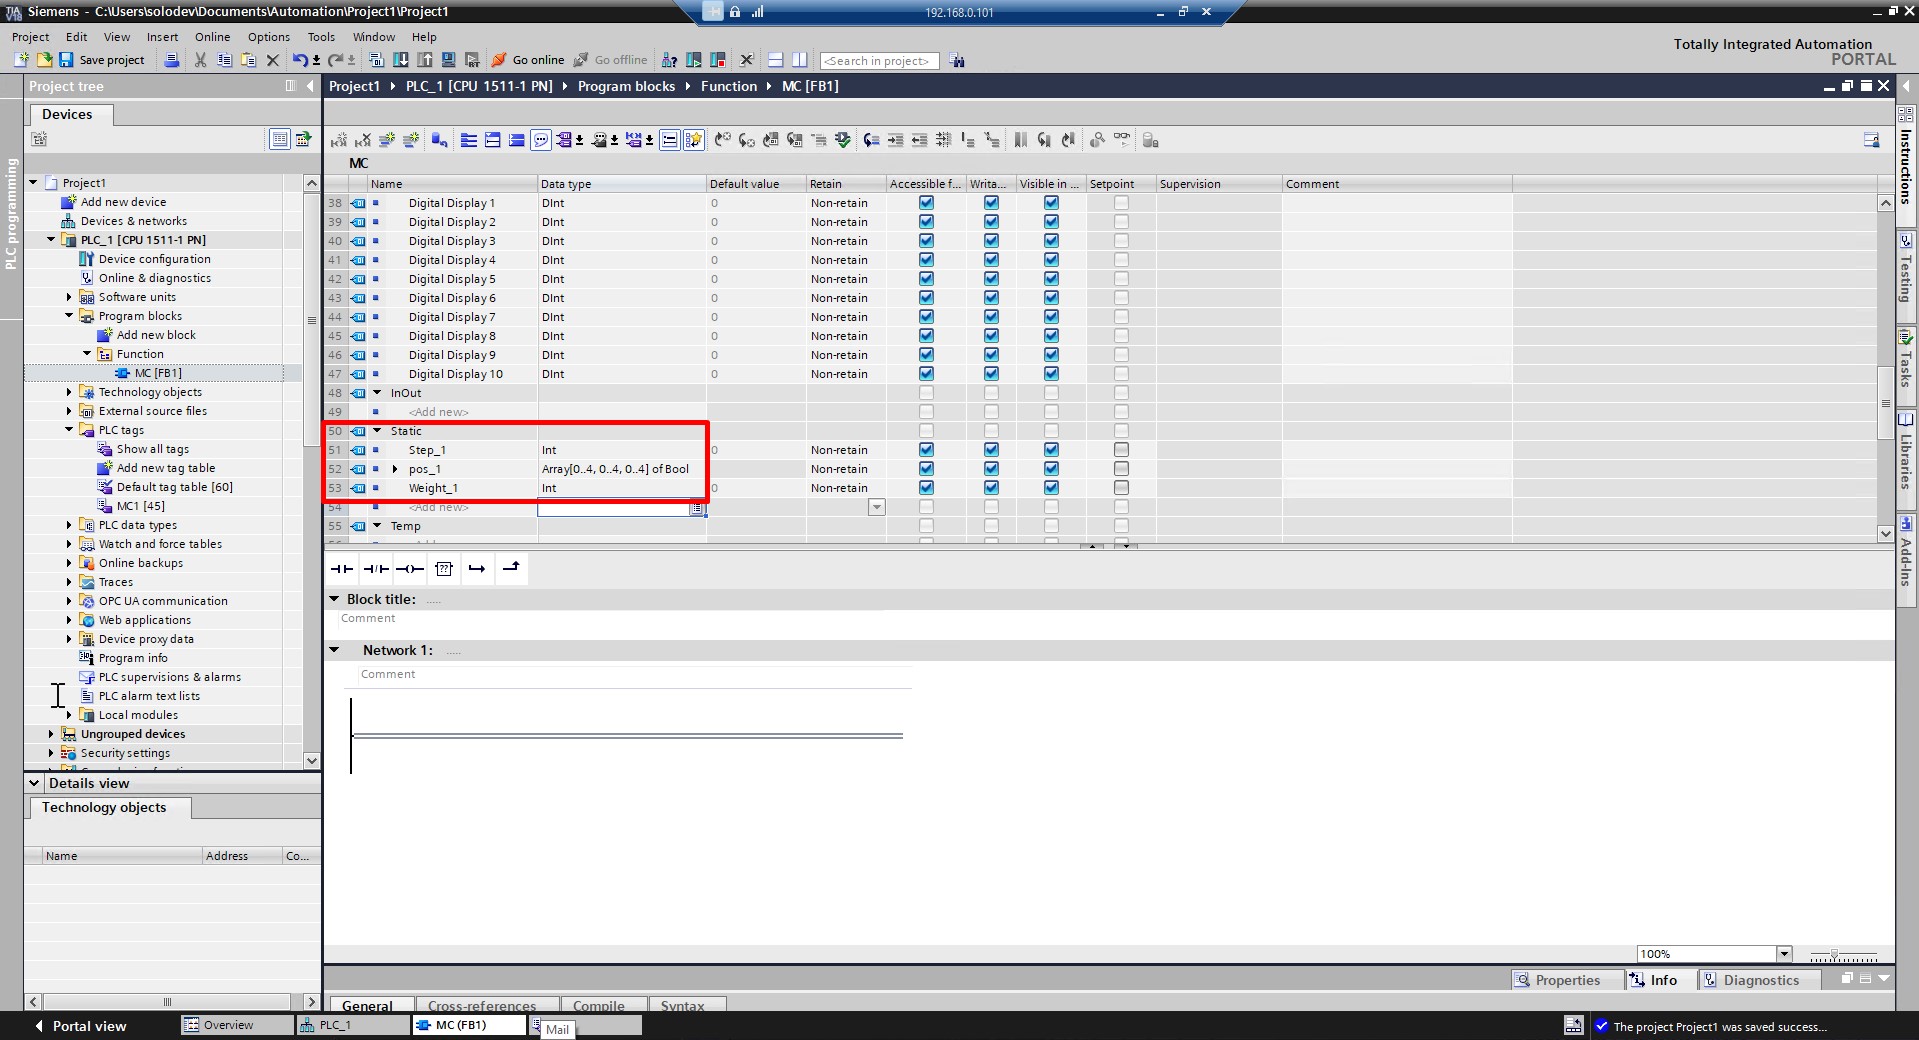 Siemens - C:\Users\solodev\Documents\Automation\Project1\Project1
192.168.0.101
Project Edit View Insert Online Options Tools Window Help
Totally Integrated Automation
PORTAL
Save project
Go online
Go offline
<Search in project>
Project tree
Project1 PLC_1 [CPU 1511-1 PN] Program blocks Function MC [FB1]
Devices
PLC programming
Project1
Add new device
Devices & networks
PLC_1 [CPU 1511-1 PN]
Device configuration
Online & diagnostics
Software units
Program blocks
Add new block
Function
MC [FB1]
Technology objects
External source files
PLC tags
Show all tags
Add new tag table
Default tag table [60]
MC1 [45]
PLC data types
Watch and force tables
Online backups
Traces
OPC UA communication
Web applications
Device proxy data
Program info
PLC supervisions & alarms
PLC alarm text lists
Local modules
Ungrouped devices
Security settings
Details view
Technology objects
Name Address Co...
MC
Name Data type Default value Retain Accessible f... Writa... Visible in ... Setpoint Supervision Comment
38 Digital Display 1 DInt 0 Non-retain
39 Digital Display 2 DInt 0 Non-retain
40 Digital Display 3 DInt 0 Non-retain
41 Digital Display 4 DInt 0 Non-retain
42 Digital Display 5 DInt 0 Non-retain
43 Digital Display 6 DInt 0 Non-retain
44 Digital Display 7 DInt 0 Non-retain
45 Digital Display 8 DInt 0 Non-retain
46 Digital Display 9 DInt 0 Non-retain
47 Digital Display 10 DInt 0 Non-retain
48 InOut
49 <Add new>
50 Static
51 Step_1 Int 0 Non-retain
52 pos_1 Array[0..4, 0..4, 0..4] of Bool Non-retain
53 Weight_1 Int 0 Non-retain
54 <Add new>
55 Temp
Block title: .....
Comment
Network 1: .....
Comment
100%
Properties Info Diagnostics
General Cross-references Compile Syntax
Instructions
Testing
Tasks
Libraries
Add-Ins
Portal view Overview PLC_1 MC (FB1) Mail
The project Project1 was saved success...